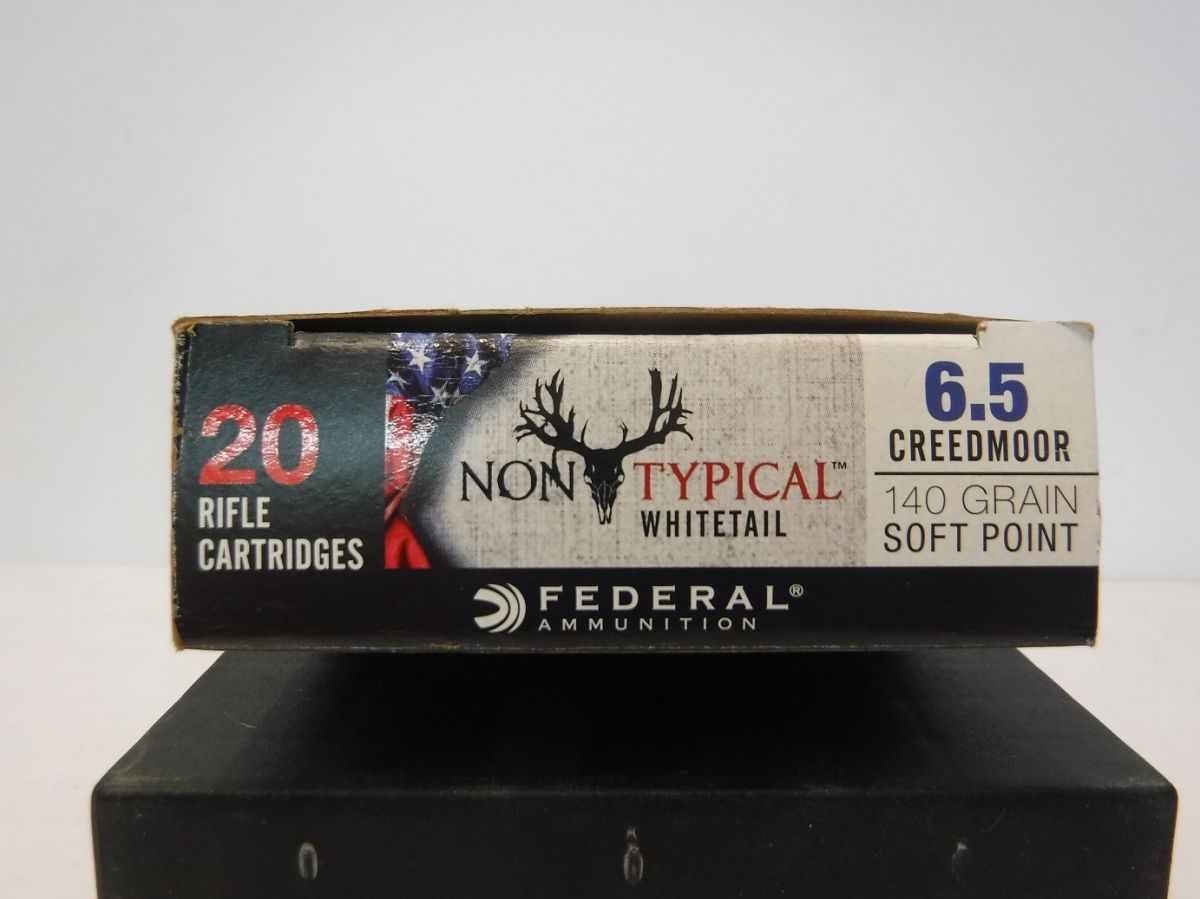 20
RIFLE
CARTRIDGES
NON TYPICAL™
WHITETAIL
6.5
CREEDMOOR
140 GRAIN
SOFT POINT
FEDERAL®
AMMUNITION